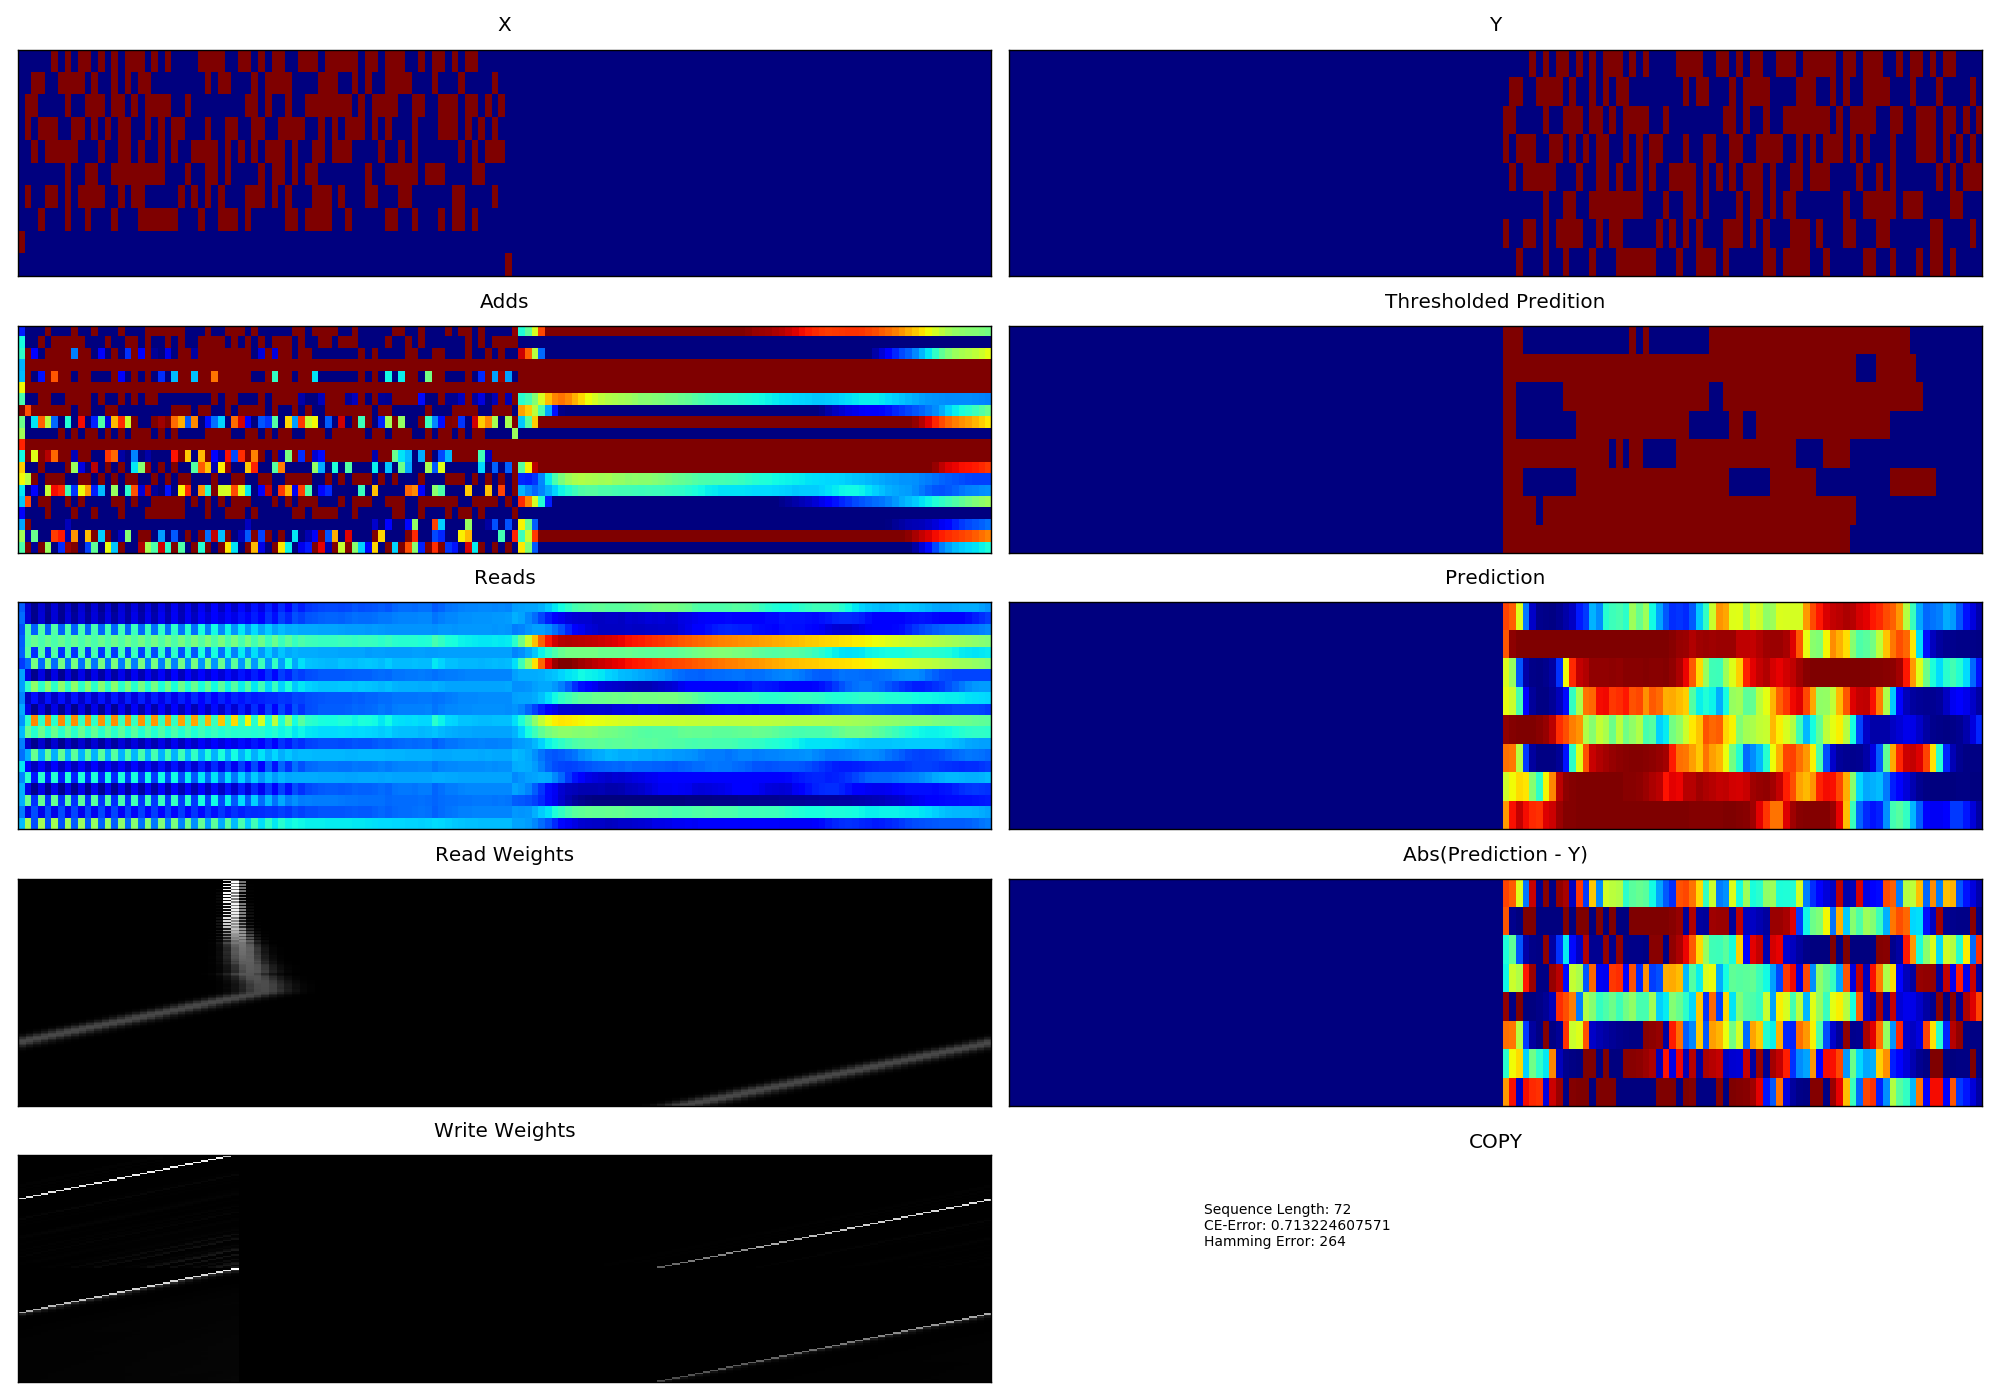 X
Y
Adds
Thresholded Predition
Reads
Prediction
Read Weights
Abs(Prediction - Y)
Write Weights
COPY
Sequence Length: 72
CE-Error: 0.713224607571
Hamming Error: 264